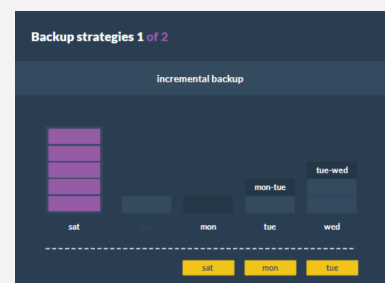 Backup strategies 1 of 2
incremental backup
tue-wed
mon-tue
sat mon tue wed
sat mon tue